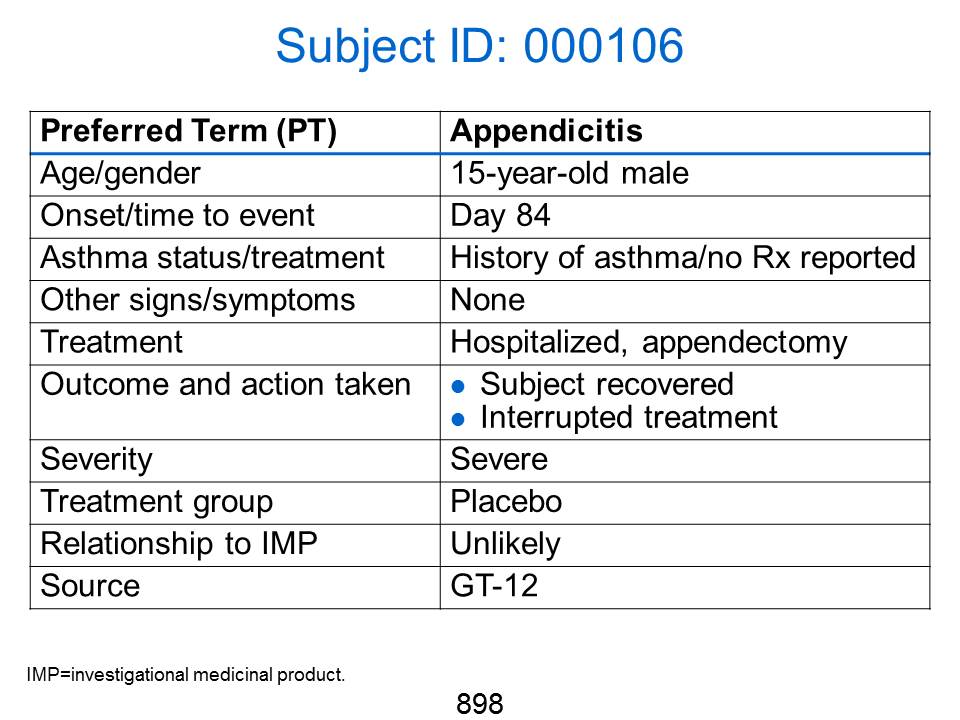 Subject ID: 000106
Preferred Term (PT) Appendicitis
Age/gender 15-year-old male
Onset/time to event Day 84
Asthma status/treatment History of asthma/no Rx reported
Other signs/symptoms None
Treatment Hospitalized, appendectomy
Outcome and action taken ● Subject recovered
● Interrupted treatment
Severity Severe
Treatment group Placebo
Relationship to IMP Unlikely
Source GT-12
IMP=investigational medicinal product.
898